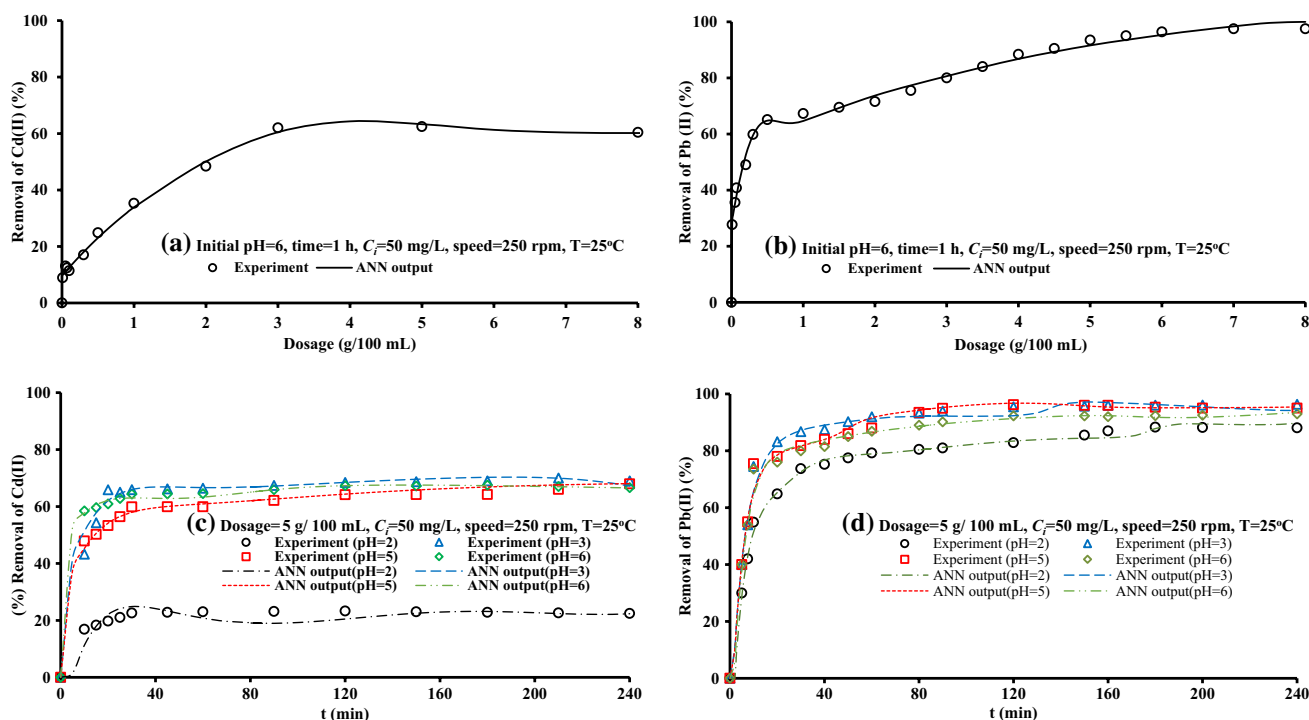 100
80
60
40
20
0
Removal of Cd(II) (%)
(a) Initial pH=6, time=1 h, Ci=50 mg/L, speed=250 rpm, T=25°C
Experiment
ANN output
0 1 2 3 4 5 6 7 8
Dosage (g/100 mL)
100
80
60
40
20
0
Removal of Pb (II) (%)
(b) Initial pH=6, time=1 h, Ci=50 mg/L, speed=250 rpm, T=25°C
Experiment
ANN output
0 1 2 3 4 5 6 7 8
Dosage (g/100 mL)
100
80
60
40
20
0
(%) Removal of Cd(II)
(c) Dosage=5 g/ 100 mL, Ci=50 mg/L, speed=250 rpm, T=25°C
Experiment (pH=2) Experiment (pH=3)
Experiment (pH=5) Experiment (pH=6)
ANN output(pH=2) ANN output(pH=3)
ANN output(pH=5) ANN output(pH=6)
0 40 80 120 160 200 240
t (min)
100
80
60
40
20
0
Removal of Pb(II) (%)
(d) Dosage=5 g/ 100 mL, Ci=50 mg/L, speed=250 rpm, T=25°C
Experiment (pH=2) Experiment (pH=3)
Experiment (pH=5) Experiment (pH=6)
ANN output(pH=2) ANN output(pH=3)
ANN output(pH=5) ANN output(pH=6)
0 40 80 120 160 200 240
t (min)